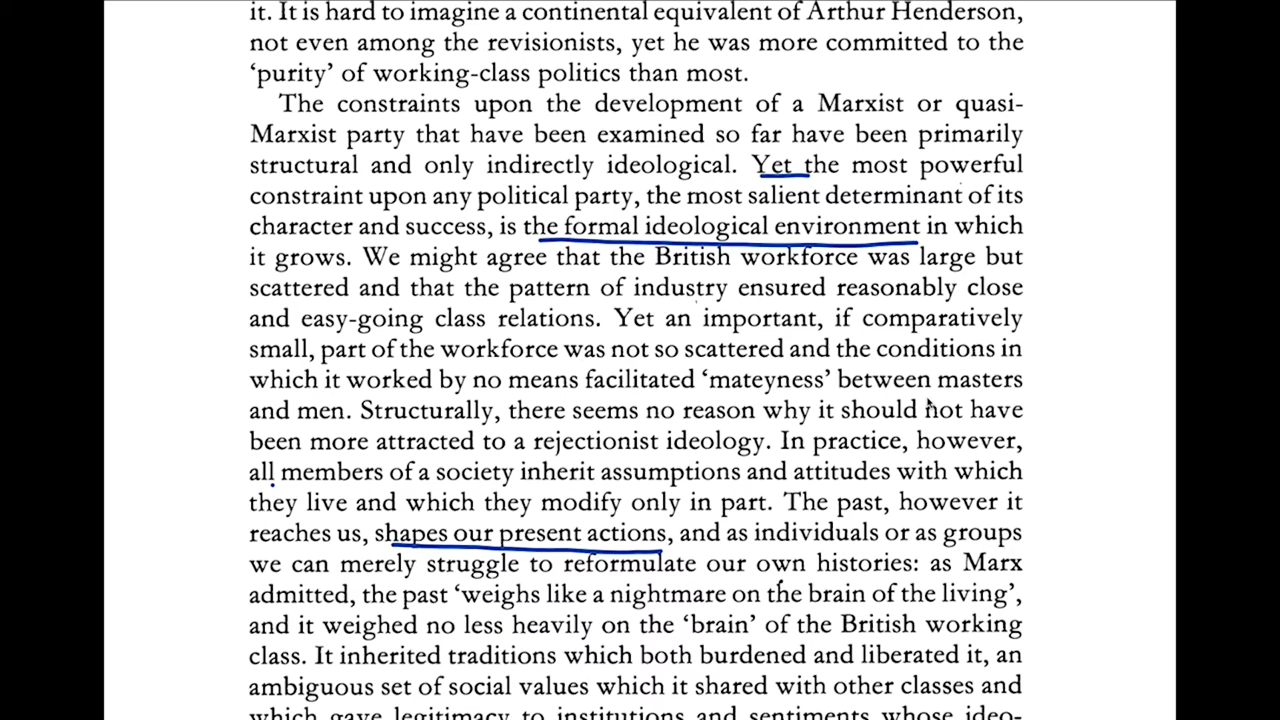 it. It is hard to imagine a continental equivalent of Arthur Henderson,
not even among the revisionists, yet he was more committed to the
‘purity’ of working-class politics than most.
The constraints upon the development of a Marxist or quasi-
Marxist party that have been examined so far have been primarily
structural and only indirectly ideological. Yet the most powerful
constraint upon any political party, the most salient determinant of its
character and success, is the formal ideological environment in which
it grows. We might agree that the British workforce was large but
scattered and that the pattern of industry ensured reasonably close
and easy-going class relations. Yet an important, if comparatively
small, part of the workforce was not so scattered and the conditions in
which it worked by no means facilitated ‘mateyness’ between masters
and men. Structurally, there seems no reason why it should not have
been more attracted to a rejectionist ideology. In practice, however,
all members of a society inherit assumptions and attitudes with which
they live and which they modify only in part. The past, however it
reaches us, shapes our present actions, and as individuals or as groups
we can merely struggle to reformulate our own histories: as Marx
admitted, the past ‘weighs like a nightmare on the brain of the living’,
and it weighed no less heavily on the ‘brain’ of the British working
class. It inherited traditions which both burdened and liberated it, an
ambiguous set of social values which it shared with other classes and
which gave legitimacy to institutions and sentiments whose ideo-